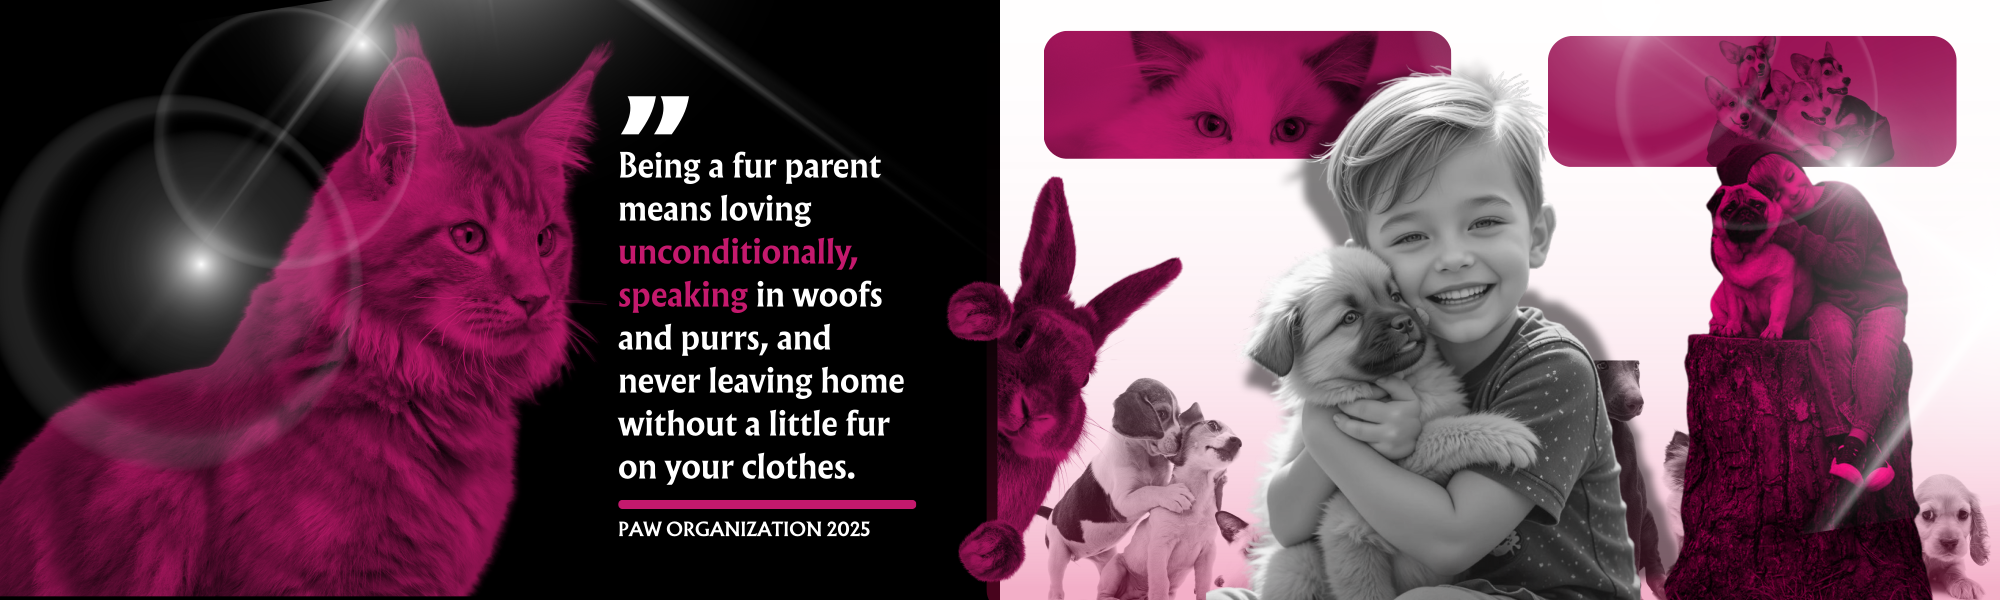 ”
Being a fur parent
means loving
unconditionally,
speaking in woofs
and purrs, and
never leaving home
without a little fur
on your clothes.
PAW ORGANIZATION 2025